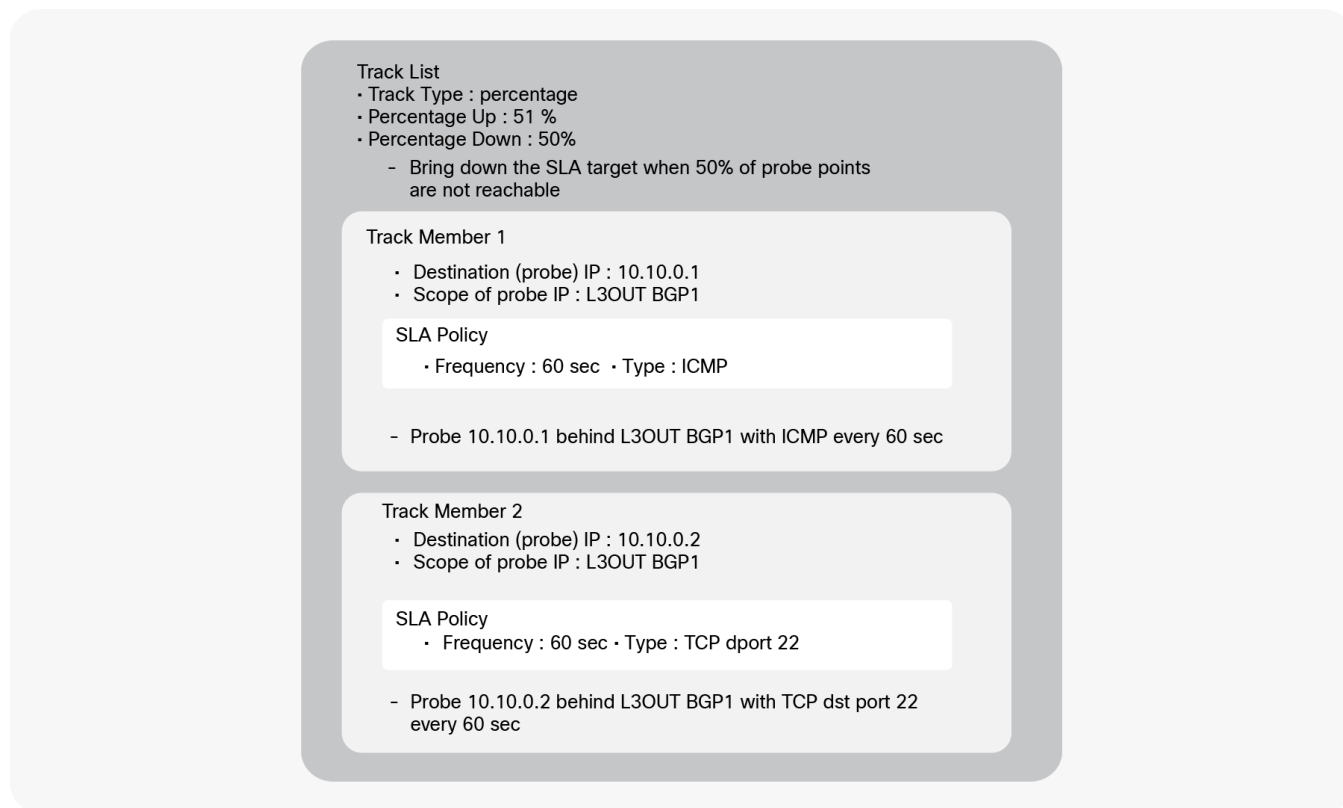 Track List
· Track Type : percentage
· Percentage Up : 51 %
· Percentage Down : 50%
– Bring down the SLA target when 50% of probe points
are not reachable
Track Member 1
· Destination (probe) IP : 10.10.0.1
· Scope of probe IP : L3OUT BGP1
SLA Policy
· Frequency : 60 sec · Type : ICMP
– Probe 10.10.0.1 behind L3OUT BGP1 with ICMP every 60 sec
Track Member 2
· Destination (probe) IP : 10.10.0.2
· Scope of probe IP : L3OUT BGP1
SLA Policy
· Frequency : 60 sec · Type : TCP dport 22
– Probe 10.10.0.2 behind L3OUT BGP1 with TCP dst port 22
every 60 sec